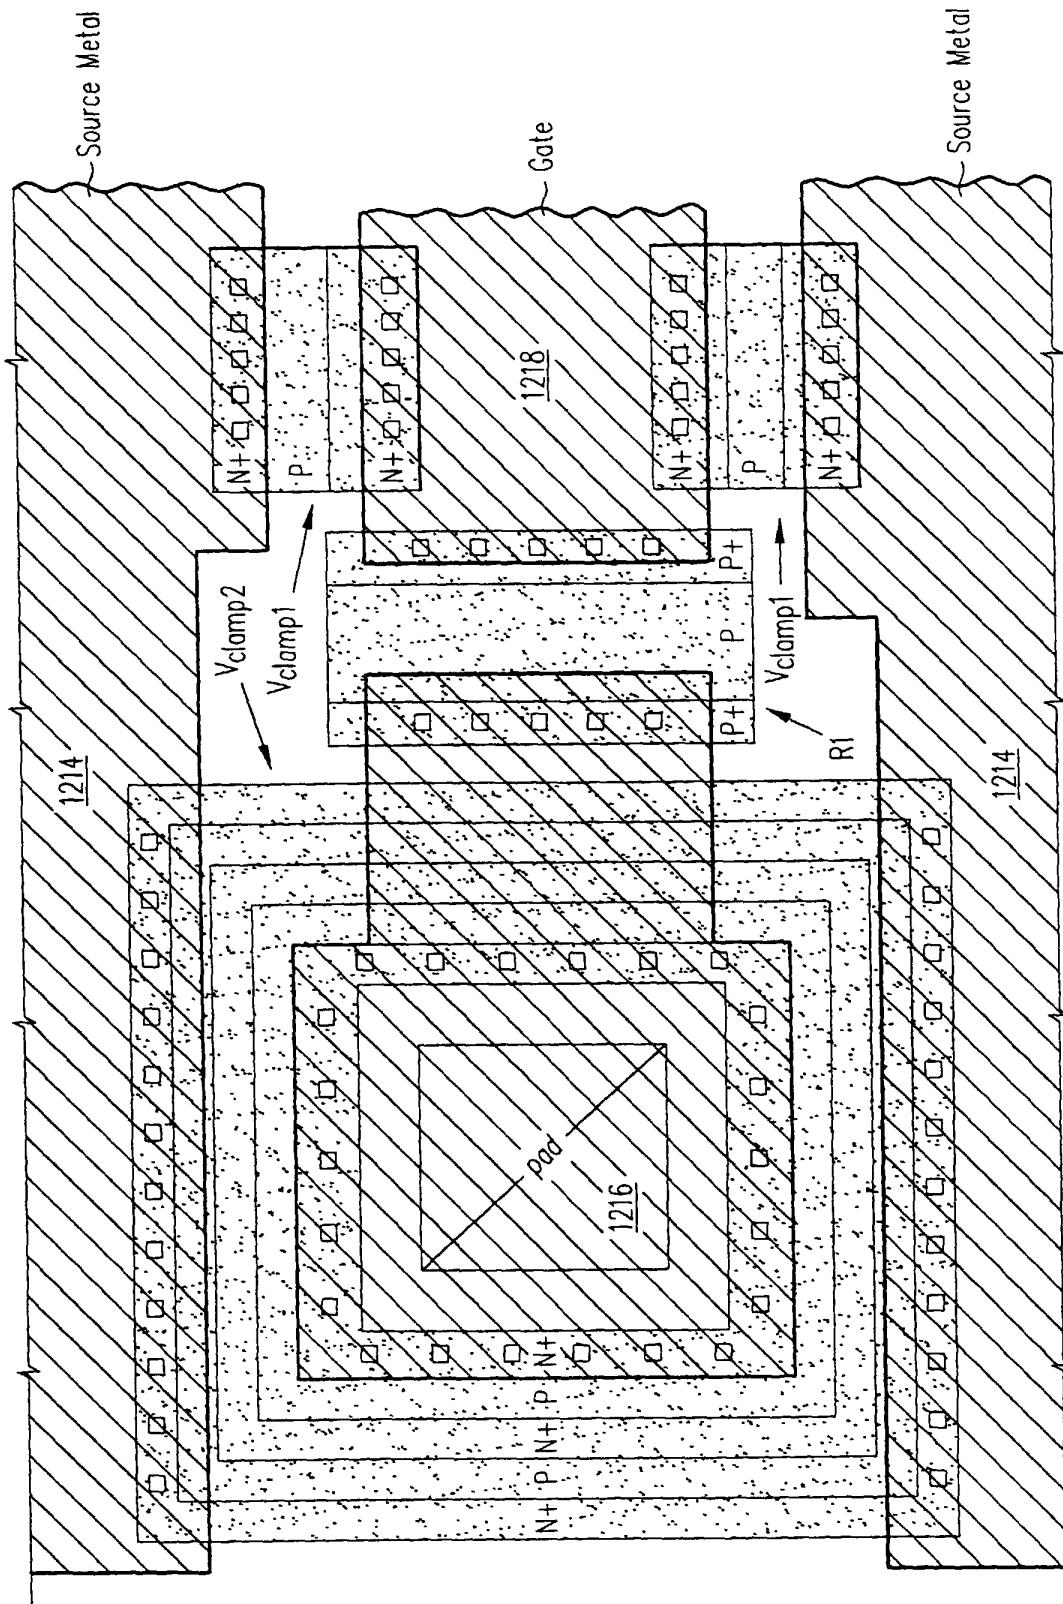 Source Metal
Gate
Source Metal
N+
P
N+
1218
N+
P
N+
Vclamp2
Vclamp1
Vclamp1
P+
P
P+
R1
1214
1214
pad
1216
N+ P N+ P N+